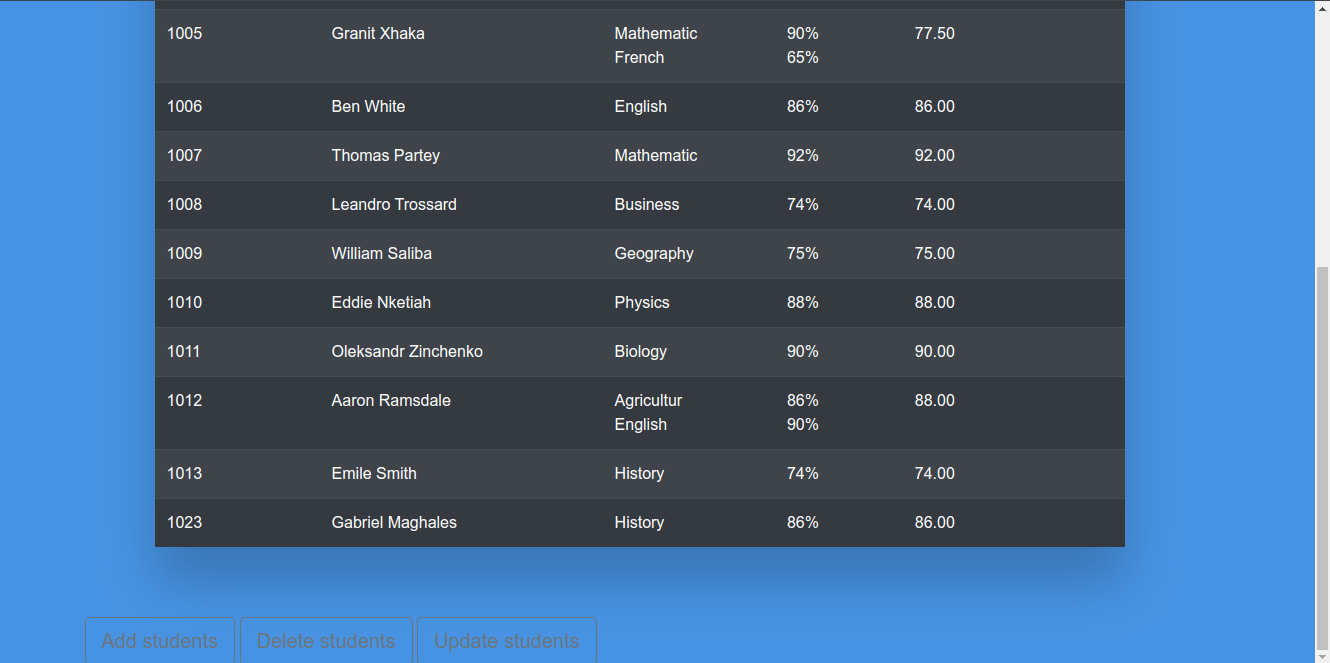 1005 Granit Xhaka Mathematic 90% 77.50
French 65%
1006 Ben White English 86% 86.00
1007 Thomas Partey Mathematic 92% 92.00
1008 Leandro Trossard Business 74% 74.00
1009 William Saliba Geography 75% 75.00
1010 Eddie Nketiah Physics 88% 88.00
1011 Oleksandr Zinchenko Biology 90% 90.00
1012 Aaron Ramsdale Agricultur 86% 88.00
English 90%
1013 Emile Smith History 74% 74.00
1023 Gabriel Maghales History 86% 86.00
Add students Delete students Update students